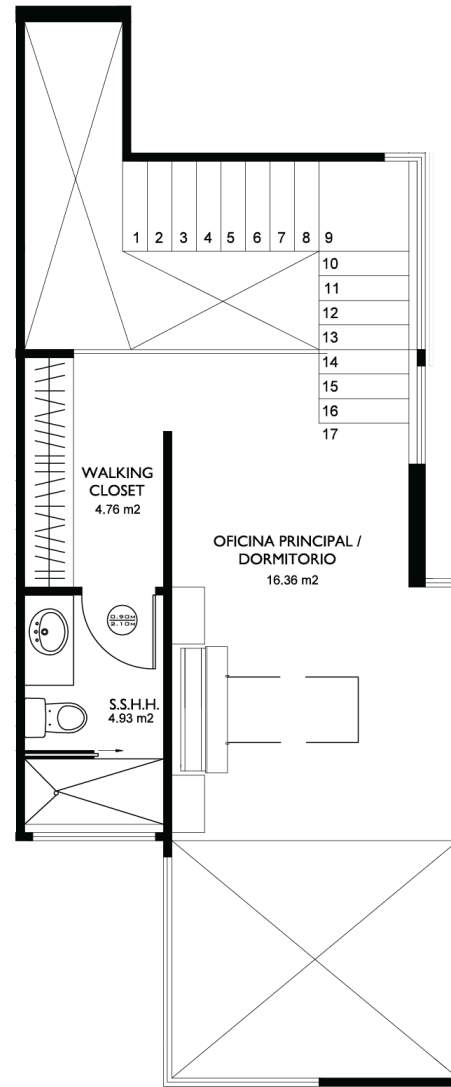 1 2 3 4 5 6 7 8 9
10
11
12
13
14
15
16
17
WALKING
CLOSET
4.76 m2
OFICINA PRINCIPAL /
DORMITORIO
16.36 m2
0.90M
2.10M
S.S.H.H.
4.93 m2